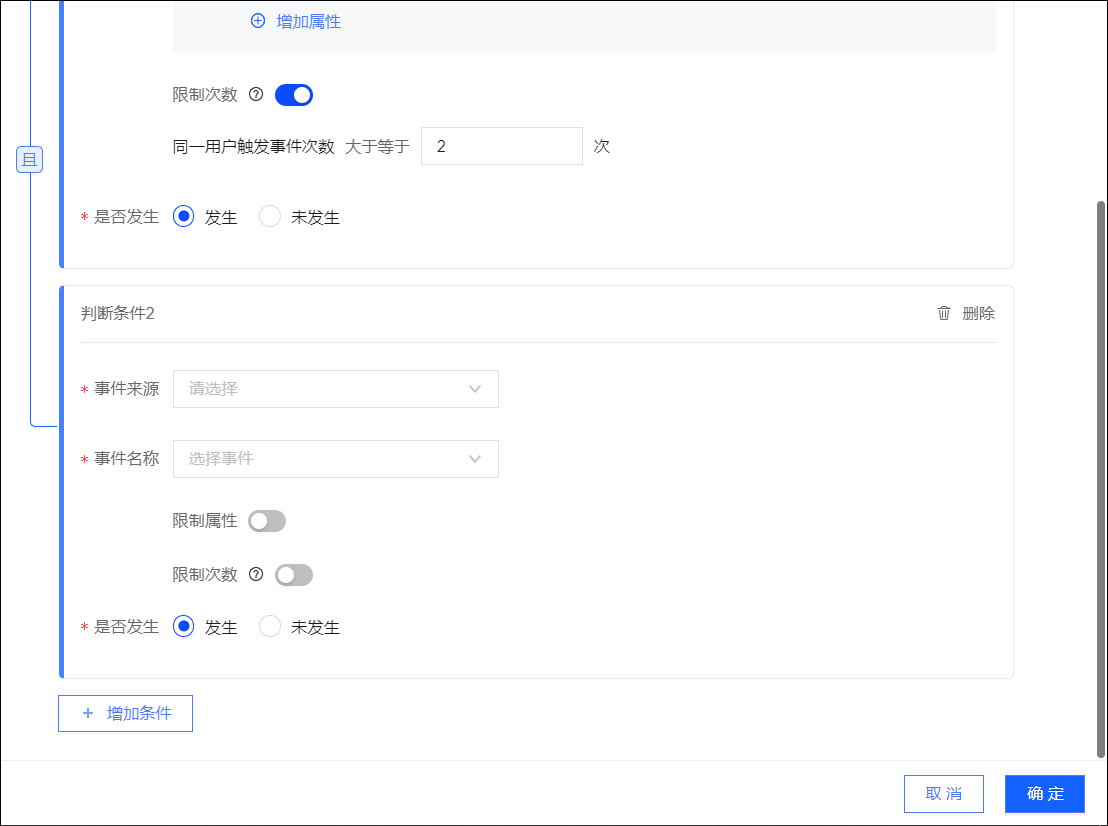 增加属性
限制次数
同一用户触发事件次数 大于等于 2 次
且
* 是否发生 发生 未发生
判断条件2 删除
* 事件来源 请选择
* 事件名称 选择事件
限制属性
限制次数
* 是否发生 发生 未发生
+ 增加条件
取 消 确 定